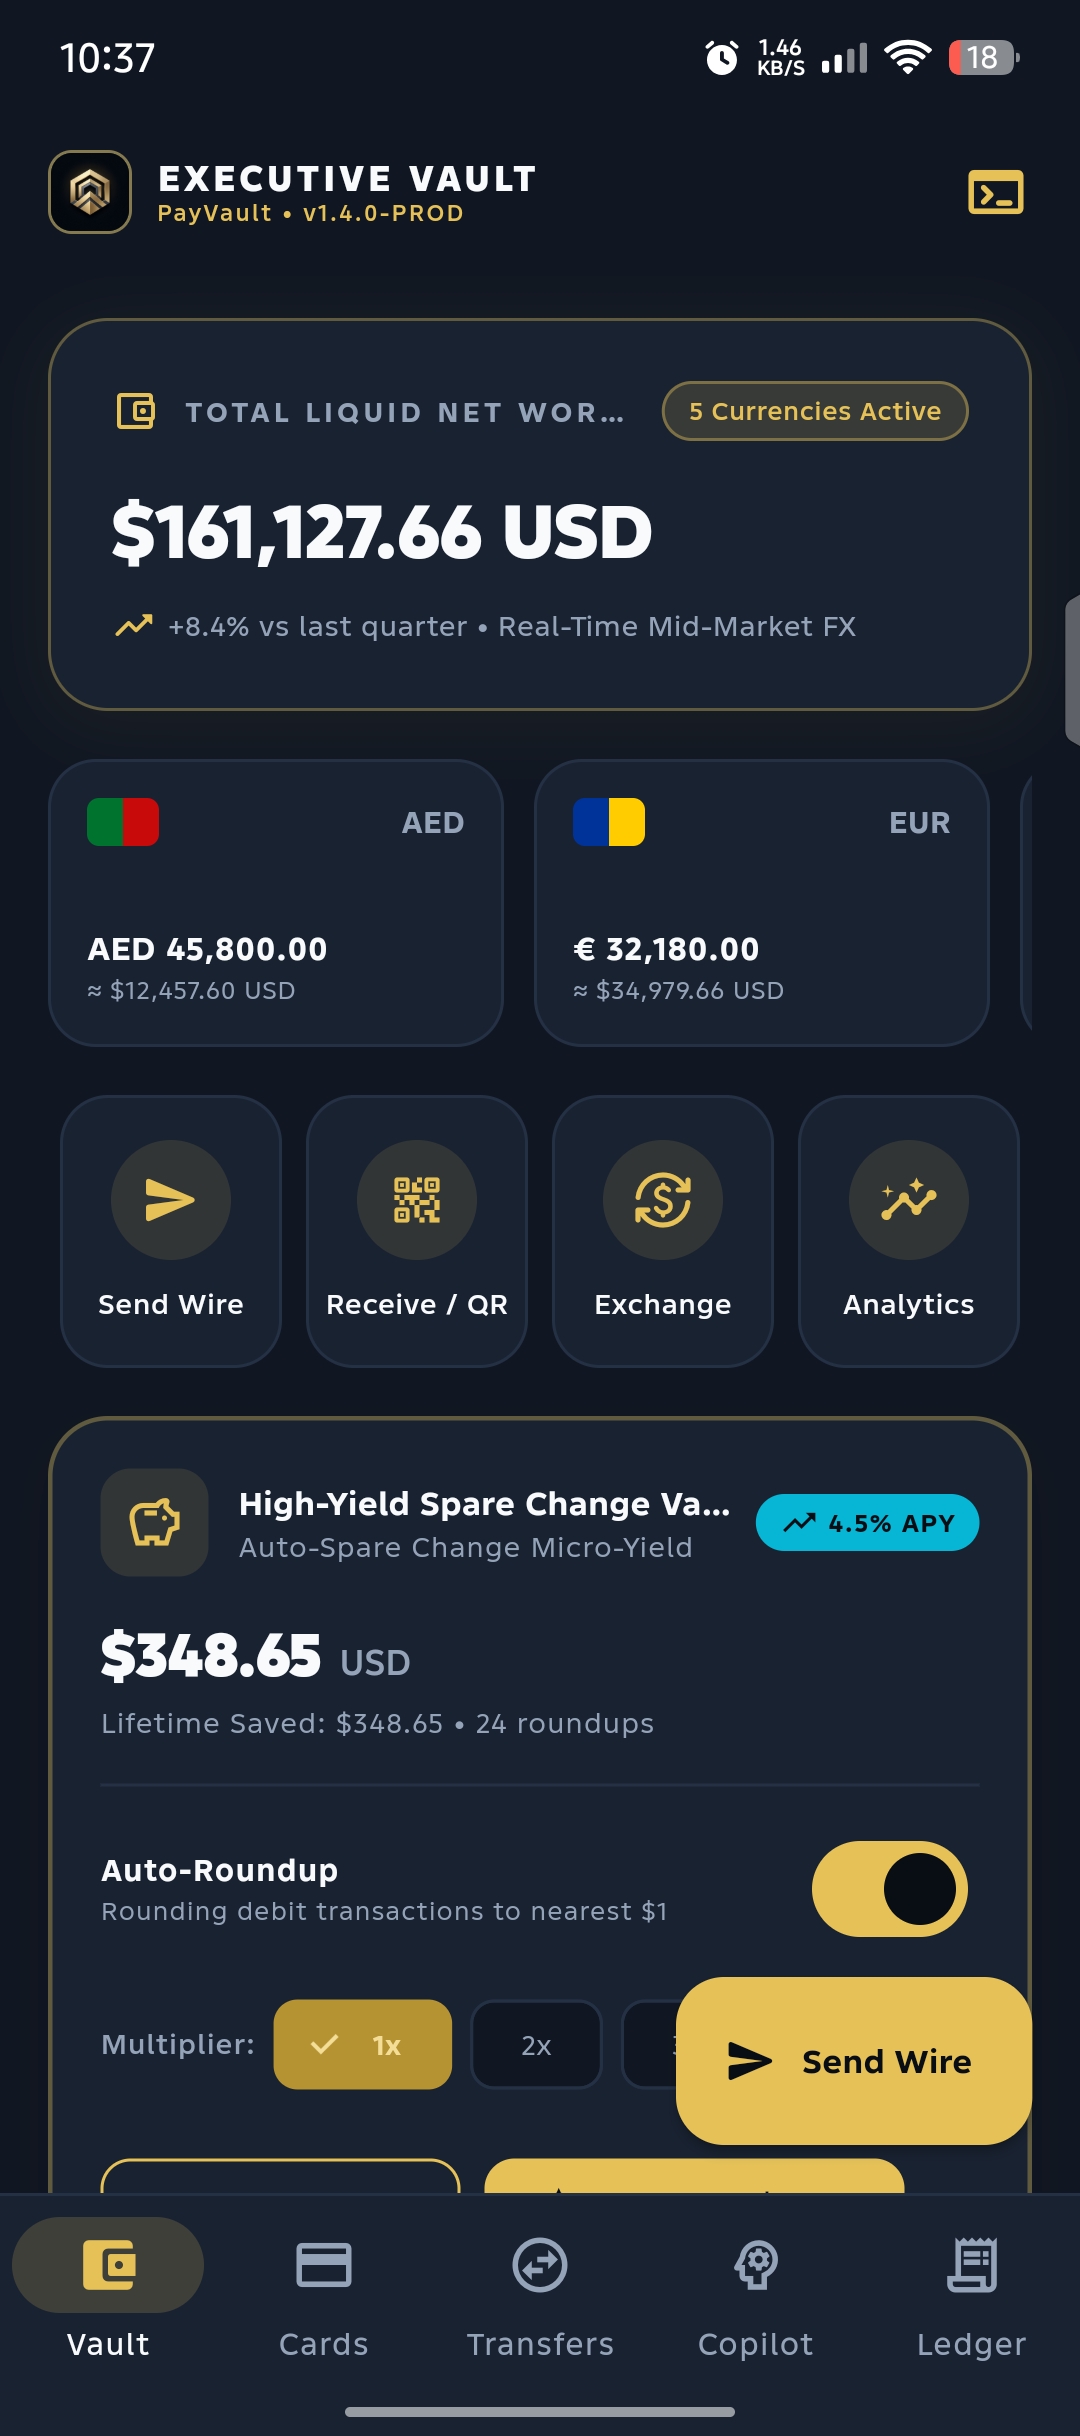 10:37
1.46
KB/S
18
EXECUTIVE VAULT
PayVault • v1.4.0-PROD
TOTAL LIQUID NET WOR...
5 Currencies Active
$161,127.66 USD
+8.4% vs last quarter • Real-Time Mid-Market FX
AED
AED 45,800.00
≈ $12,457.60 USD
EUR
€ 32,180.00
≈ $34,979.66 USD
Send Wire
Receive / QR
Exchange
Analytics
High-Yield Spare Change Va...
Auto-Spare Change Micro-Yield
4.5% APY
$348.65 USD
Lifetime Saved: $348.65 • 24 roundups
Auto-Roundup
Rounding debit transactions to nearest $1
Multiplier:
1x
2x
Send Wire
Vault
Cards
Transfers
Copilot
Ledger